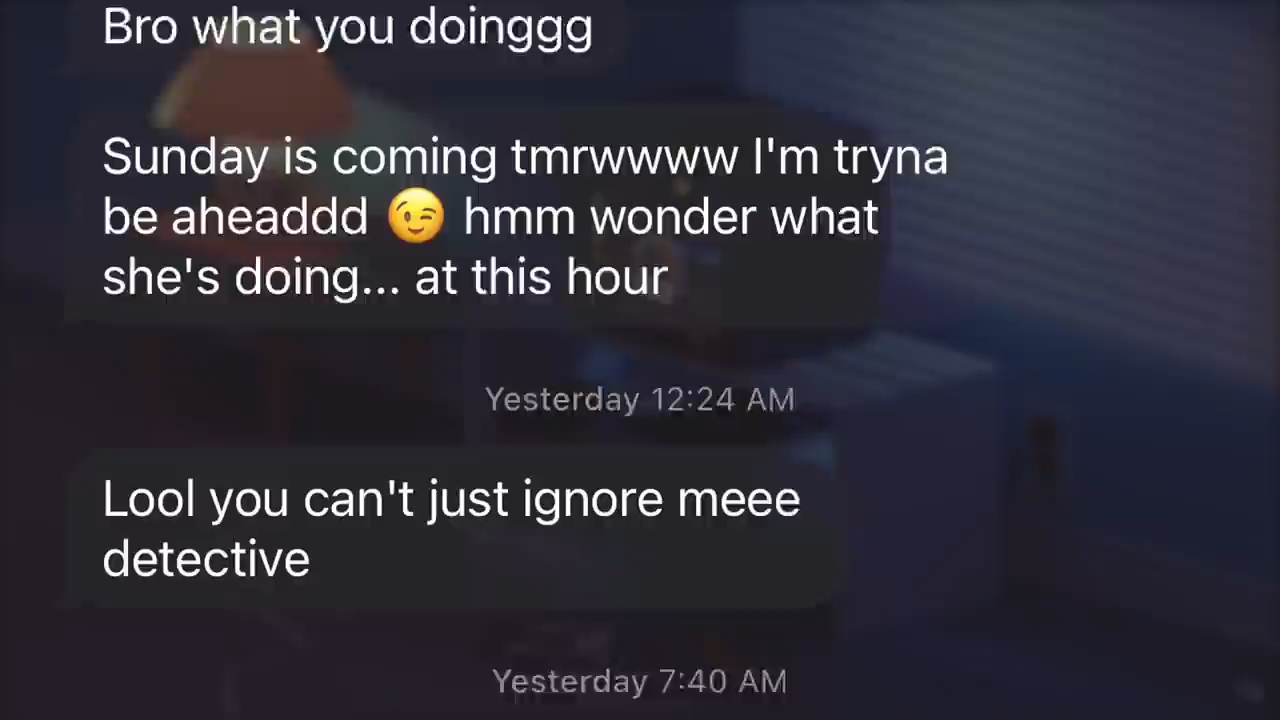 Bro what you doinggg
Sunday is coming tmrwwww I'm tryna
be aheaddd 😉 hmm wonder what
she's doing... at this hour
Yesterday 12:24 AM
Lool you can't just ignore meee
detective
Yesterday 7:40 AM